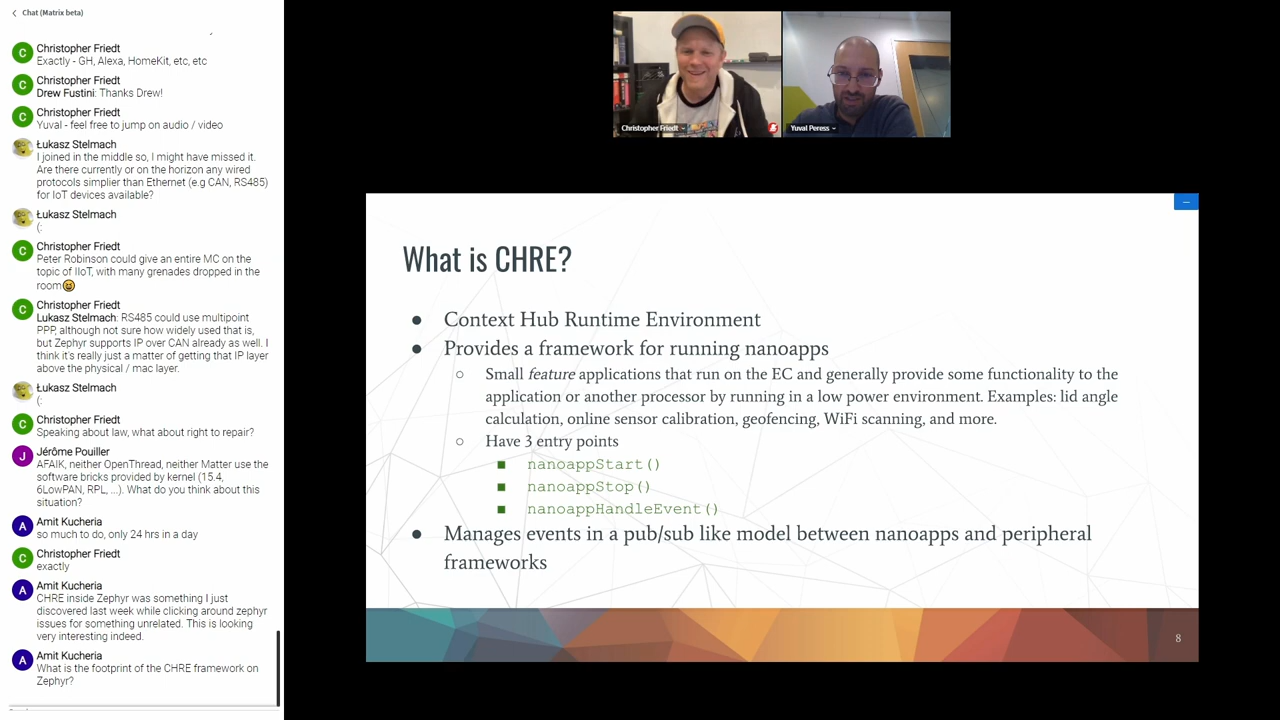 Chat (Matrix beta)
C
Christopher Friedt
Exactly - GH, Alexa, HomeKit, etc, etc
C
Christopher Friedt
Drew Fustini: Thanks Drew!
C
Christopher Friedt
Yuval - feel free to jump on audio / video
Łukasz Stelmach
I joined in the middle so, I might have missed it.
Are there currently or on the horizon any wired
protocols simplier than Ethernet (e.g CAN, RS485)
for IoT devices available?
Łukasz Stelmach
(:
C
Christopher Friedt
Peter Robinson could give an entire MC on the
topic of IIoT, with many grenades dropped in the
room😄
C
Christopher Friedt
Lukasz Stelmach: RS485 could use multipoint
PPP, although not sure how widely used that is,
but Zephyr supports IP over CAN already as well. I
think it's really just a matter of getting that IP layer
above the physical / mac layer.
Łukasz Stelmach
(:
C
Christopher Friedt
Speaking about law, what about right to repair?
J
Jérôme Pouiller
AFAIK, neither OpenThread, neither Matter use the
software bricks provided by kernel (15.4,
6LowPAN, RPL, ...). What do you think about this
situation?
A
Amit Kucheria
so much to do, only 24 hrs in a day
C
Christopher Friedt
exactly
A
Amit Kucheria
CHRE inside Zephyr was something I just
discovered last week while clicking around zephyr
issues for something unrelated. This is looking
very interesting indeed.
A
Amit Kucheria
What is the footprint of the CHRE framework on
Zephyr?
Christopher Friedt
Yuval Peress
What is CHRE?
● Context Hub Runtime Environment
● Provides a framework for running nanoapps
○ Small feature applications that run on the EC and generally provide some functionality to the
application or another processor by running in a low power environment. Examples: lid angle
calculation, online sensor calibration, geofencing, WiFi scanning, and more.
○ Have 3 entry points
■ nanoappStart()
■ nanoappStop()
■ nanoappHandleEvent()
● Manages events in a pub/sub like model between nanoapps and peripheral
frameworks
8